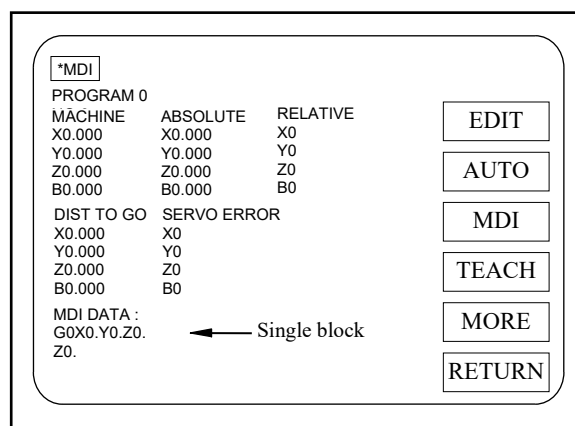 *MDI
PROGRAM 0
MACHINE ABSOLUTE RELATIVE
X0.000 X0.000 X0
Y0.000 Y0.000 Y0
Z0.000 Z0.000 Z0
B0.000 B0.000 B0
DIST TO GO SERVO ERROR
X0.000 X0
Y0.000 Y0
Z0.000 Z0
B0.000 B0
MDI DATA :
G0X0.Y0.Z0.
Z0.
Single block
EDIT
AUTO
MDI
TEACH
MORE
RETURN